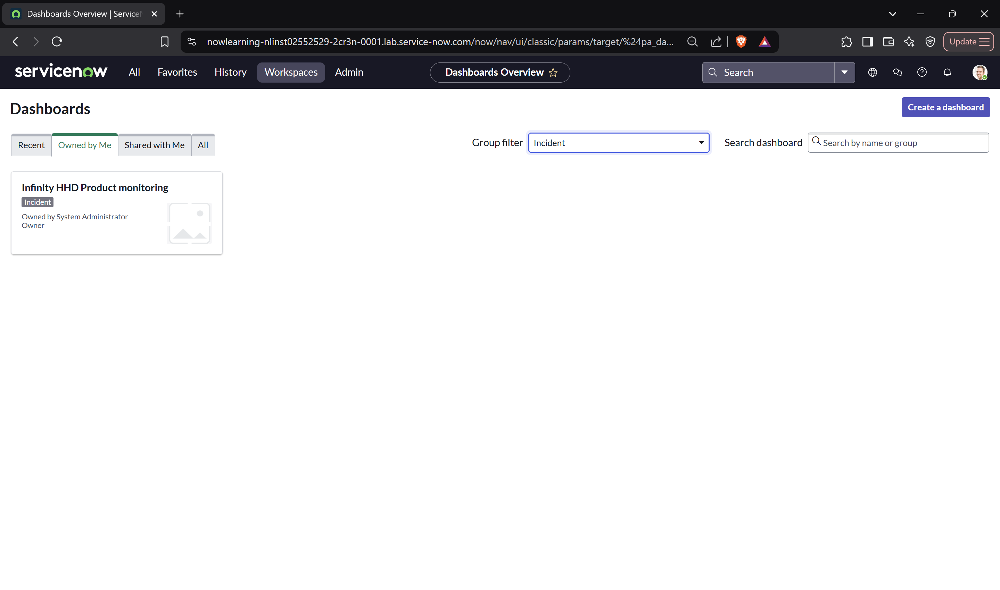 Dashboards Overview | Service
nowlearning-nlinst02552529-2cr3n-0001.lab.service-now.com/now/nav/ui/classic/params/target/%24pa_da...
Update
servicenow
All
Favorites
History
Workspaces
Admin
Dashboards Overview
Search
Dashboards
Create a dashboard
Recent
Owned by Me
Shared with Me
All
Group filter
Incident
Search dashboard
Search by name or group
Infinity HHD Product monitoring
Incident
Owned by System Administrator
Owner